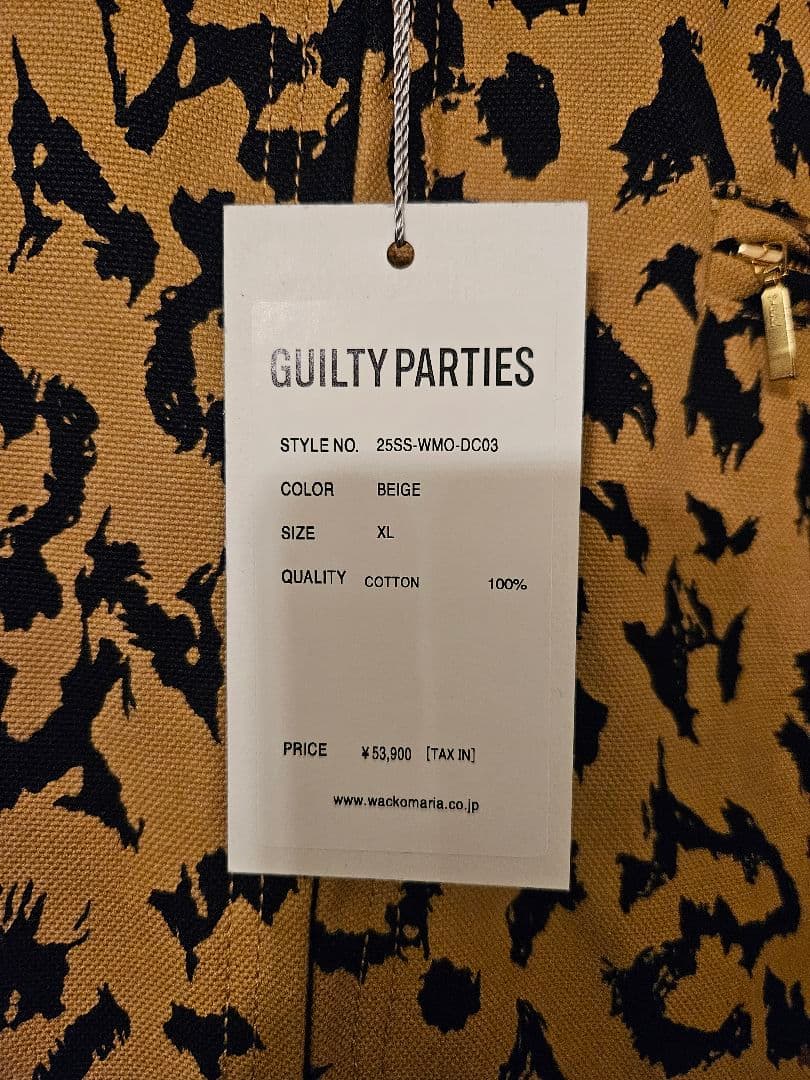 GUILTY PARTIES
STYLE NO. 25SS-WMO-DC03
COLOR BEIGE
SIZE XL
QUALITY COTTON 100%
PRICE ¥53,900 [TAX IN]
www.wackomaria.co.jp